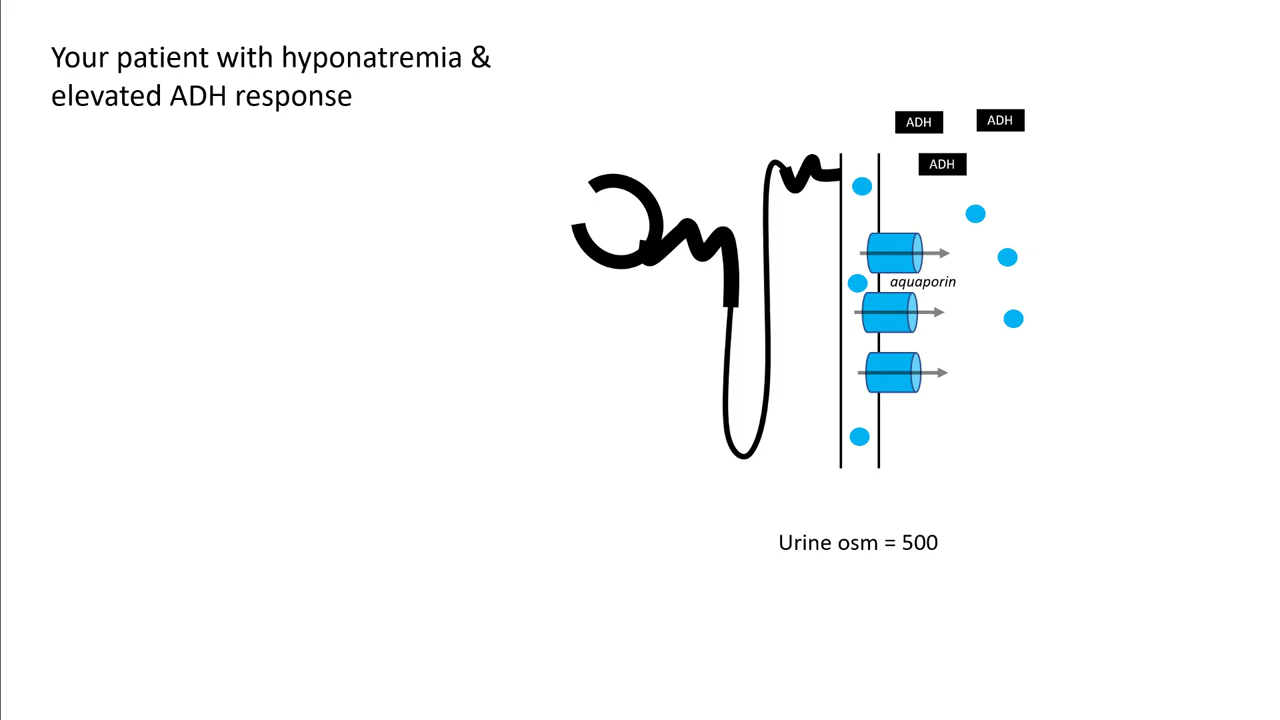 Your patient with hyponatremia &
elevated ADH response
ADH
ADH
ADH
aquaporin
Urine osm = 500